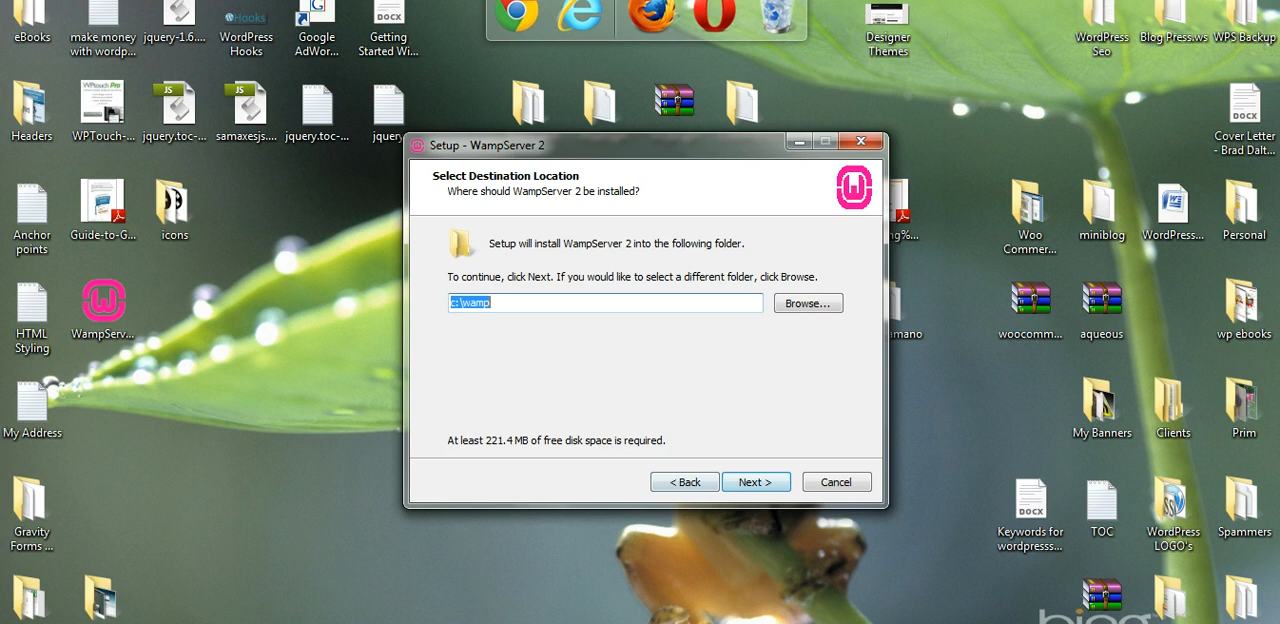 eBooks
make money
with wordp...
jquery-1.6....
WordPress
Hooks
Google
AdWor...
DOCX
Getting
Started Wi...
Designer
Themes
WordPress
Seo
Blog Press.ws
WPS Backup
Headers
WPTouch-...
JS
jquery.toc-...
JS
samaxesjs....
jquery.toc-...
jquery
DOCX
Cover Letter
- Brad Dalt...
Setup - WampServer 2
Select Destination Location
Where should WampServer 2 be installed?
Setup will install WampServer 2 into the following folder.
To continue, click Next. If you would like to select a different folder, click Browse.
c:\wamp
Browse...
At least 221.4 MB of free disk space is required.
< Back
Next >
Cancel
Anchor
points
Guide-to-G...
icons
ng%...
Woo
Commer...
miniblog
WordPress...
Personal
HTML
Styling
WampServ...
amano
woocomm...
aqueous
wp ebooks
My Address
My Banners
Clients
Prim
Gravity
Forms ...
DOCX
Keywords for
wordpresss...
TOC
WordPress
LOGO's
Spammers
bing